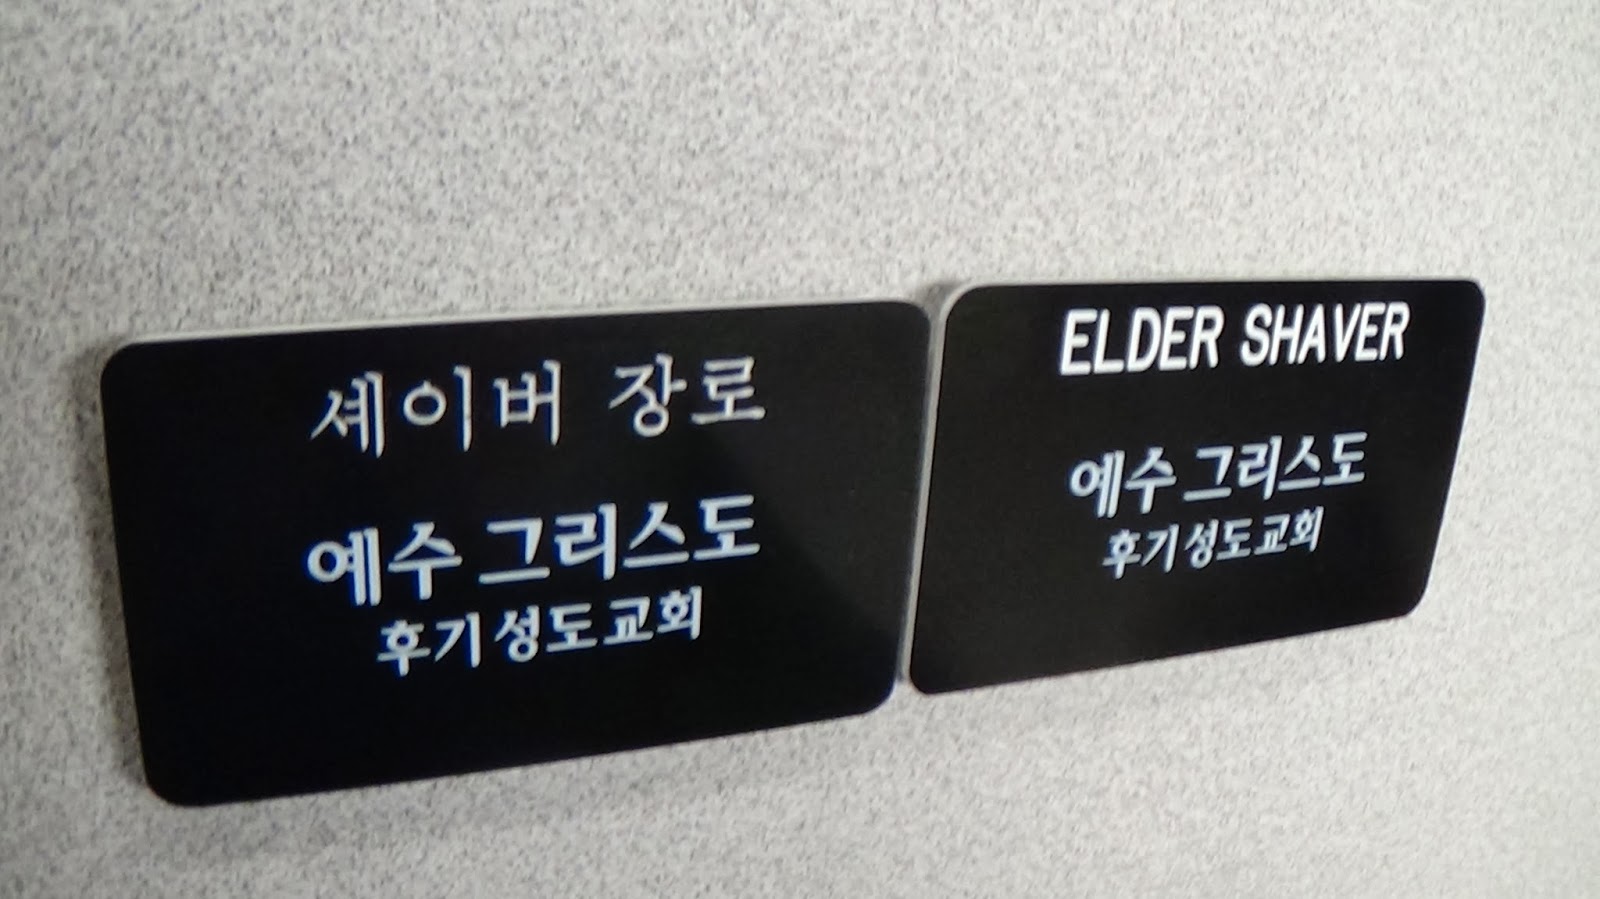 셰이버 장로
예수 그리스도
후기성도교회
ELDER SHAVER
예수 그리스도
후기성도교회